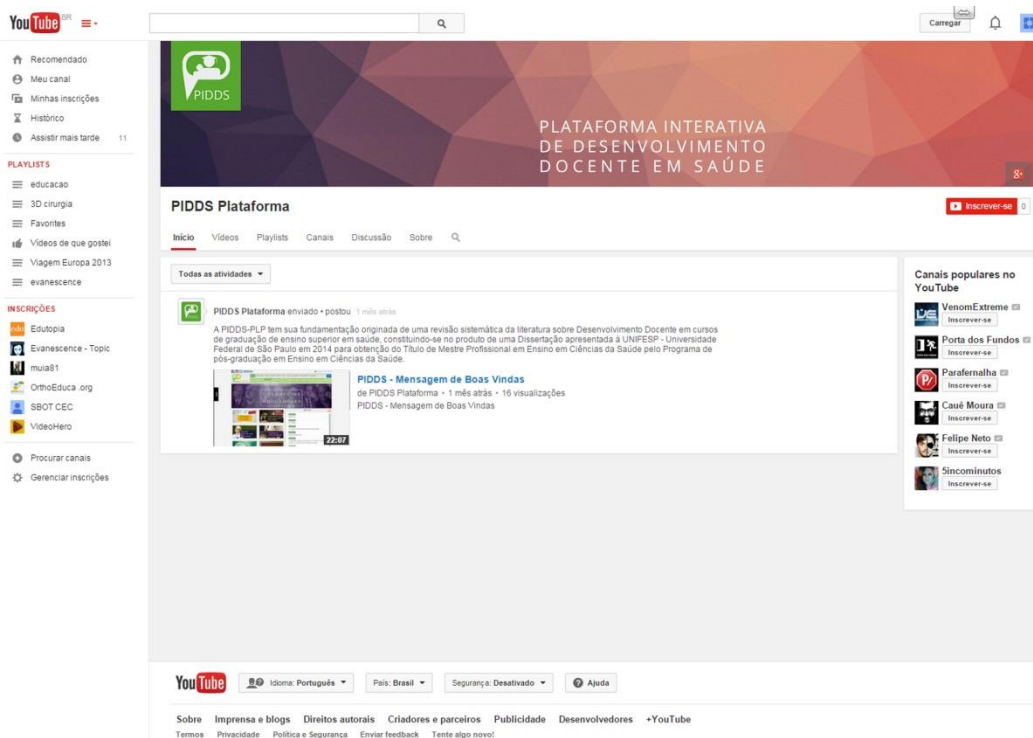 YouTube BR
Carregar
Recomendado
Meu canal
Minhas inscrições
Histórico
Assistir mais tarde 11
PLAYLISTS
educacao
3D cirurgia
Favorites
Vídeos de que gostei
Viagem Europa 2013
evanescence
INSCRIÇÕES
Edutopia
Evanescence - Topic
muia81
OrthoEduca .org
SBOT CEC
VideoHero
Procurar canais
Gerenciar inscrições
PIDDS
PLATAFORMA INTERATIVA
DE DESENVOLVIMENTO
DOCENTE EM SAÚDE
PIDDS Plataforma
Inscrever-se 0
Início Vídeos Playlists Canais Discussão Sobre
Todas as atividades
PIDDS Plataforma enviado • postou 1 mês atrás
A PIDDS-PLP tem sua fundamentação originada de uma revisão sistemática da literatura sobre Desenvolvimento Docente em cursos
de graduação de ensino superior em saúde, constituindo-se no produto de uma Dissertação apresentada à UNIFESP - Universidade
Federal de São Paulo em 2014 para obtenção do Título de Mestre Profissional em Ensino em Ciências da Saúde pelo Programa de
pós-graduação em Ensino em Ciências da Saúde.
22:07
PIDDS - Mensagem de Boas Vindas
de PIDDS Plataforma • 1 mês atrás • 16 visualizações
PIDDS - Mensagem de Boas Vindas
Canais populares no
YouTube
VenomExtreme
Inscrever-se
Porta dos Fundos
Inscrever-se
Parafernalha
Inscrever-se
Cauê Moura
Inscrever-se
Felipe Neto
Inscrever-se
5incominutos
Inscrever-se
YouTube
Idioma: Português
País: Brasil
Segurança: Desativado
Ajuda
Sobre Imprensa e blogs Direitos autorais Criadores e parceiros Publicidade Desenvolvedores +YouTube
Termos Privacidade Política e Segurança Enviar feedback Tente algo novo!